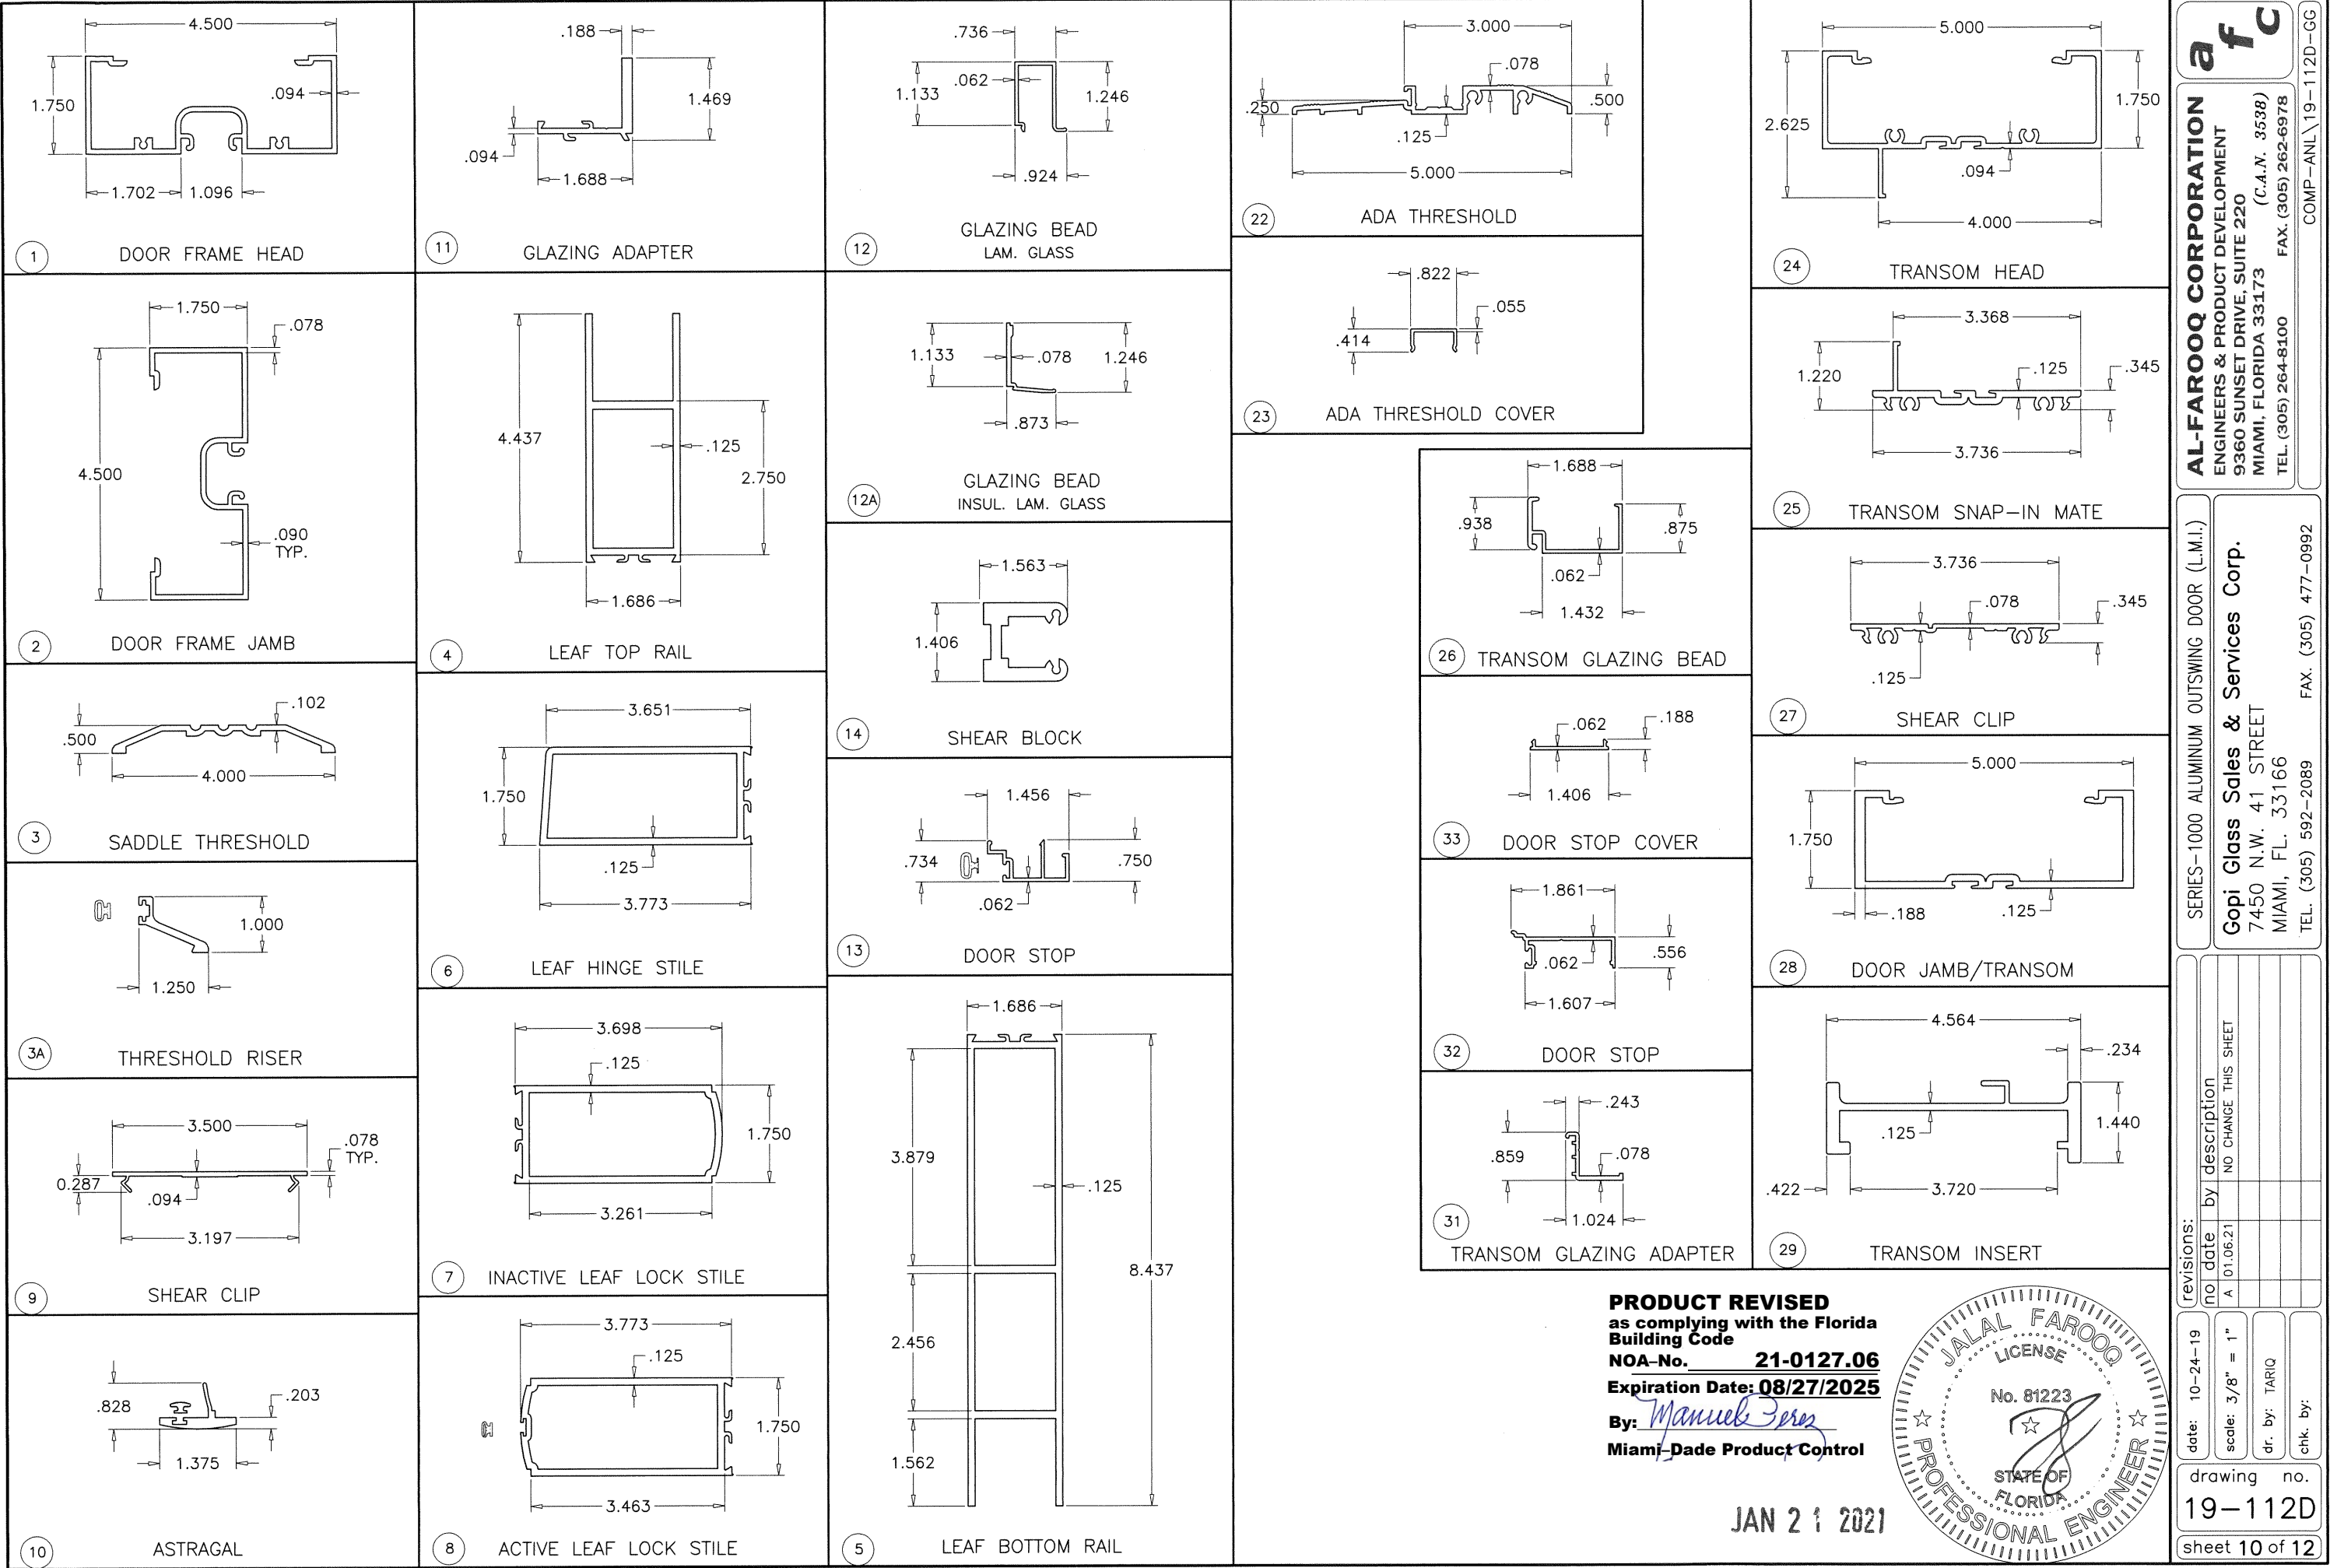 4.500
1.750
.094
1.702
1.096
1
DOOR FRAME HEAD
1.750
.078
4.500
.090
TYP.
2
DOOR FRAME JAMB
.102
.500
4.000
3
SADDLE THRESHOLD
1.000
1.250
3A
THRESHOLD RISER
3.500
.078
TYP.
0.287
.094
3.197
9
SHEAR CLIP
.828
.203
1.375
10
ASTRAGAL
.188
1.469
.094
1.688
11
GLAZING ADAPTER
4.437
.125
2.750
1.686
4
LEAF TOP RAIL
3.651
1.750
.125
3.773
6
LEAF HINGE STILE
3.698
.125
1.750
3.261
7
INACTIVE LEAF LOCK STILE
3.773
.125
1.750
3.463
8
ACTIVE LEAF LOCK STILE
.736
.062
1.133
1.246
.924
12
GLAZING BEAD
LAM. GLASS
1.133
.078
1.246
.873
12A
GLAZING BEAD
INSUL. LAM. GLASS
1.563
1.406
14
SHEAR BLOCK
1.456
.734
.750
.062
13
DOOR STOP
1.686
3.879
.125
8.437
2.456
1.562
5
LEAF BOTTOM RAIL
3.000
.078
.250
.500
.125
5.000
22
ADA THRESHOLD
.822
.055
.414
23
ADA THRESHOLD COVER
1.688
.938
.875
.062
1.432
26
TRANSOM GLAZING BEAD
.062
.188
1.406
33
DOOR STOP COVER
1.861
.062
.556
1.607
32
DOOR STOP
.243
.859
.078
1.024
31
TRANSOM GLAZING ADAPTER
5.000
2.625
1.750
.094
4.000
24
TRANSOM HEAD
3.368
1.220
.125
.345
3.736
25
TRANSOM SNAP-IN MATE
3.736
.078
.345
.125
27
SHEAR CLIP
5.000
1.750
.188
.125
28
DOOR JAMB/TRANSOM
4.564
.234
.125
1.440
.422
3.720
29
TRANSOM INSERT
PRODUCT REVISED
as complying with the Florida
Building Code
NOA-No. 21-0127.06
Expiration Date: 08/27/2025
By: Manuel Perez
Miami-Dade Product Control
JAN 21 2021
JALAL FAROOQ
LICENSE
No. 81223
STATE OF
FLORIDA
PROFESSIONAL ENGINEER
afc
AL-FAROOQ CORPORATION
ENGINEERS & PRODUCT DEVELOPMENT
9360 SUNSET DRIVE, SUITE 220
MIAMI, FLORIDA 33173 (C.A.N. 3538)
TEL. (305) 264-8100 FAX. (305) 262-6978
COMP-ANL\19-112D-GG
SERIES-1000 ALUMINUM OUTSWING DOOR (L.M.I.)
Gopi Glass Sales & Services Corp.
7450 N.W. 41 STREET
MIAMI, FL. 33166
TEL. (305) 592-2089 FAX. (305) 477-0992
revisions:
no date by description
A 01.06.21 NO CHANGE THIS SHEET
date: 10-24-19
scale: 3/8" = 1"
dr. by: TARIQ
chk. by:
drawing no.
19-112D
sheet 10 of 12